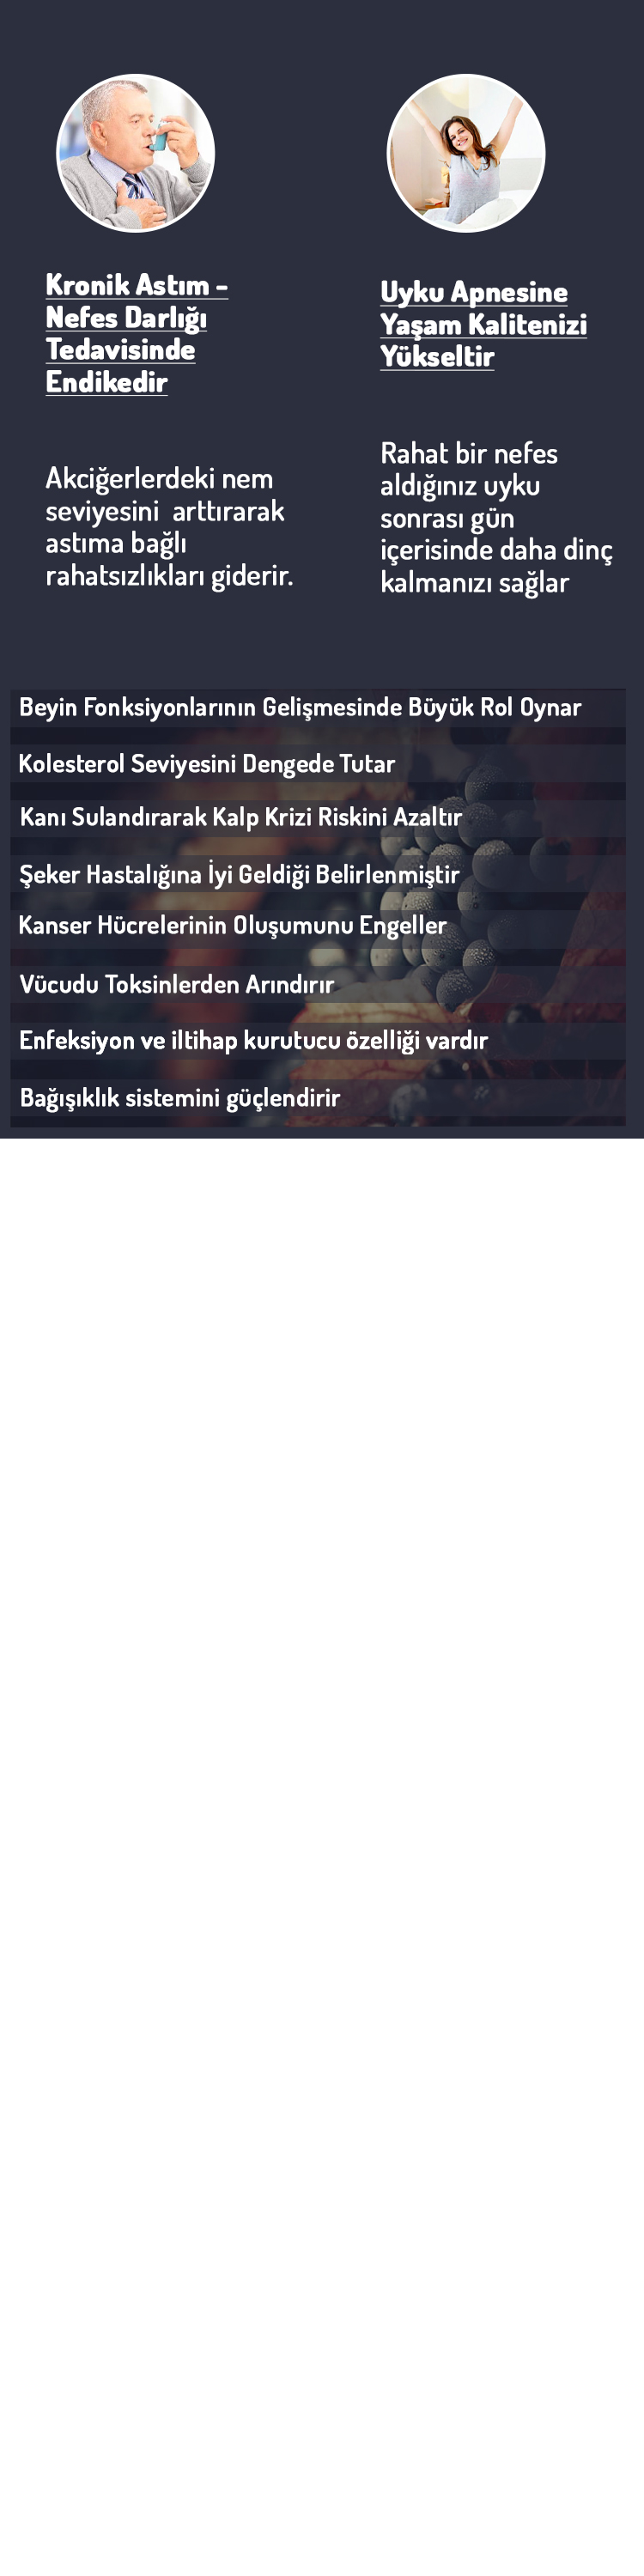 Kronik Astım -
Nefes Darlığı
Tedavisinde
Endikedir
Akciğerlerdeki nem
seviyesini  arttırarak
astıma bağlı
rahatsızlıkları giderir.
Uyku Apnesine
Yaşam Kalitenizi
Yükseltir
Rahat bir nefes
aldığınız uyku
sonrası gün
içerisinde daha dinç
kalmanızı sağlar
Beyin Fonksiyonlarının Gelişmesinde Büyük Rol Oynar
Kolesterol Seviyesini Dengede Tutar
Kanı Sulandırarak Kalp Krizi Riskini Azaltır
Şeker Hastalığına İyi Geldiği Belirlenmiştir
Kanser Hücrelerinin Oluşumunu Engeller
Vücudu Toksinlerden Arındırır
Enfeksiyon ve iltihap kurutucu özelliği vardır
Bağışıklık sistemini güçlendirir